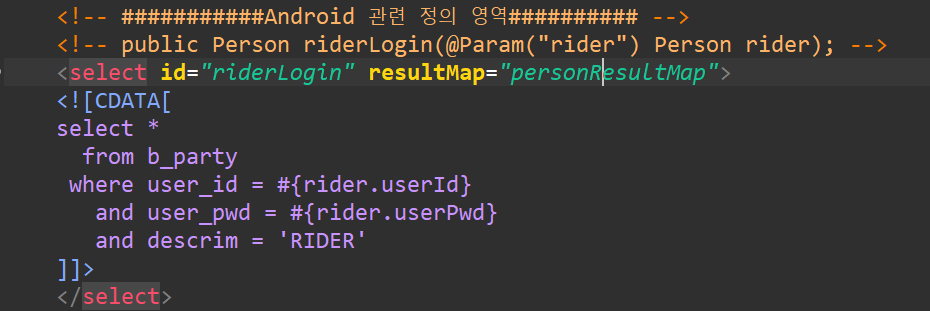 <!-- ###########Android 관련 정의 영역########## -->
<!-- public Person riderLogin(@Param("rider") Person rider); -->
<select id="riderLogin" resultMap="personResultMap">
<![CDATA[
select *
  from b_party
 where user_id = #{rider.userId}
   and user_pwd = #{rider.userPwd}
   and descrim = 'RIDER'
]]>
</select>